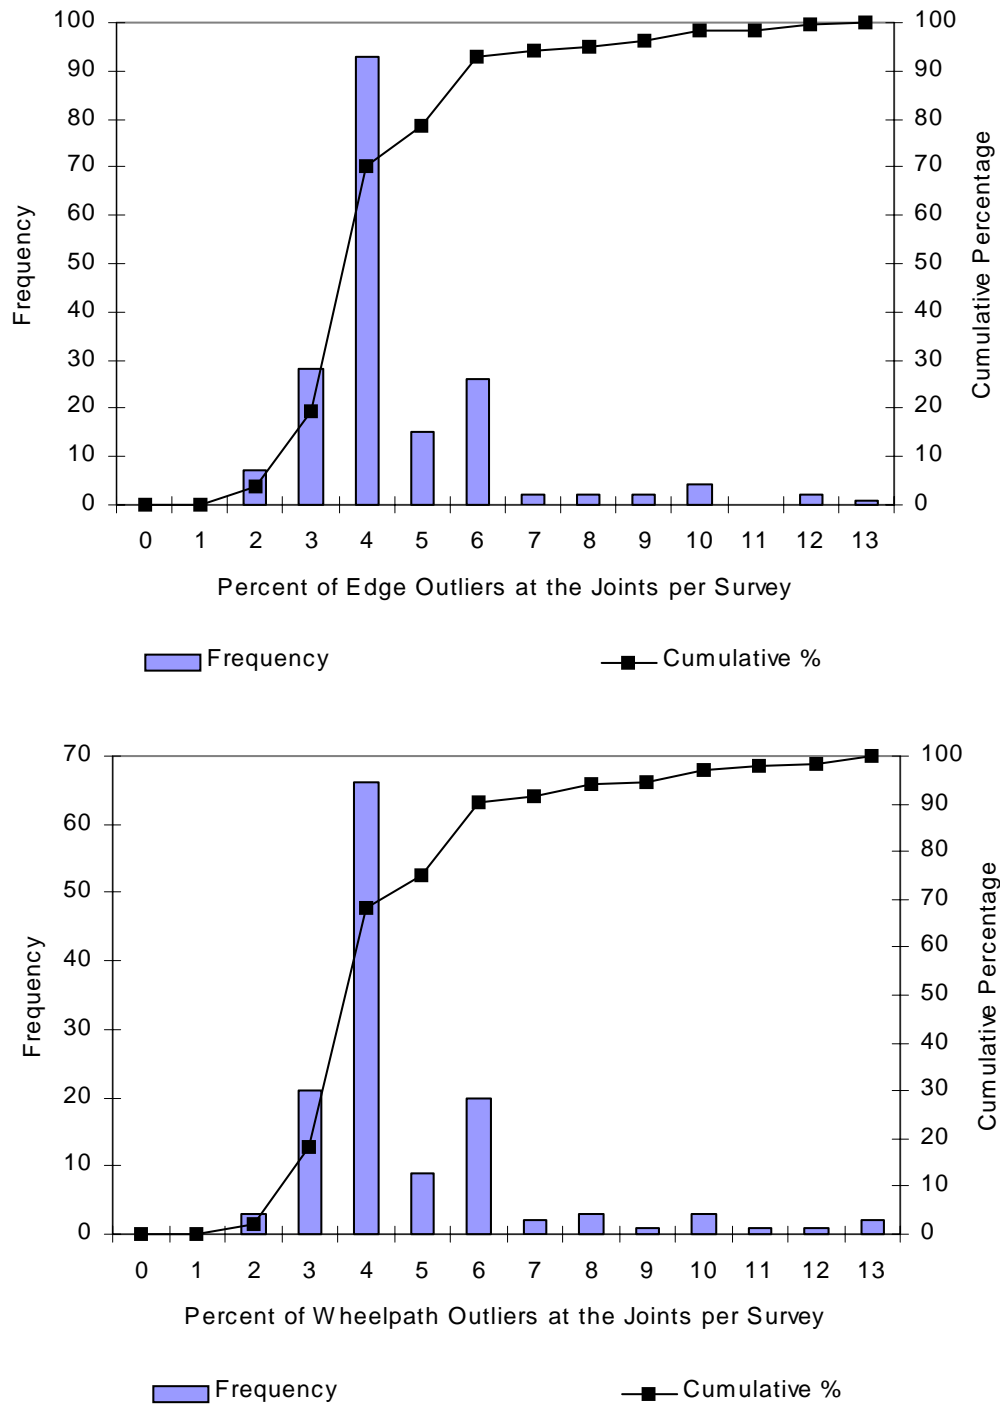 100 100
90 90
80 80
70 70
60 60
50 50
40 40
30 30
20 20
10 10
0 0
Frequency
Cumulative Percentage
0 1 2 3 4 5 6 7 8 9 10 11 12 13
Percent of Edge Outliers at the Joints per Survey
Frequency Cumulative %
70 100
60 90
50 80
40 70
30 60
20 50
10 40
0 30
20
10
0
Frequency
Cumulative Percentage
0 1 2 3 4 5 6 7 8 9 10 11 12 13
Percent of Wheelpath Outliers at the Joints per Survey
Frequency Cumulative %